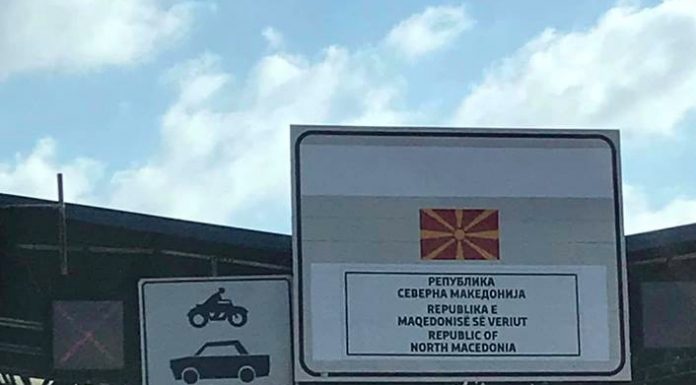 РЕПУБЛИКА
СЕВЕРНА МАКЕДОНИЈА
REPUBLIKA E
MAQEDONISË SË VERIUT
REPUBLIC OF
NORTH MACEDONIA